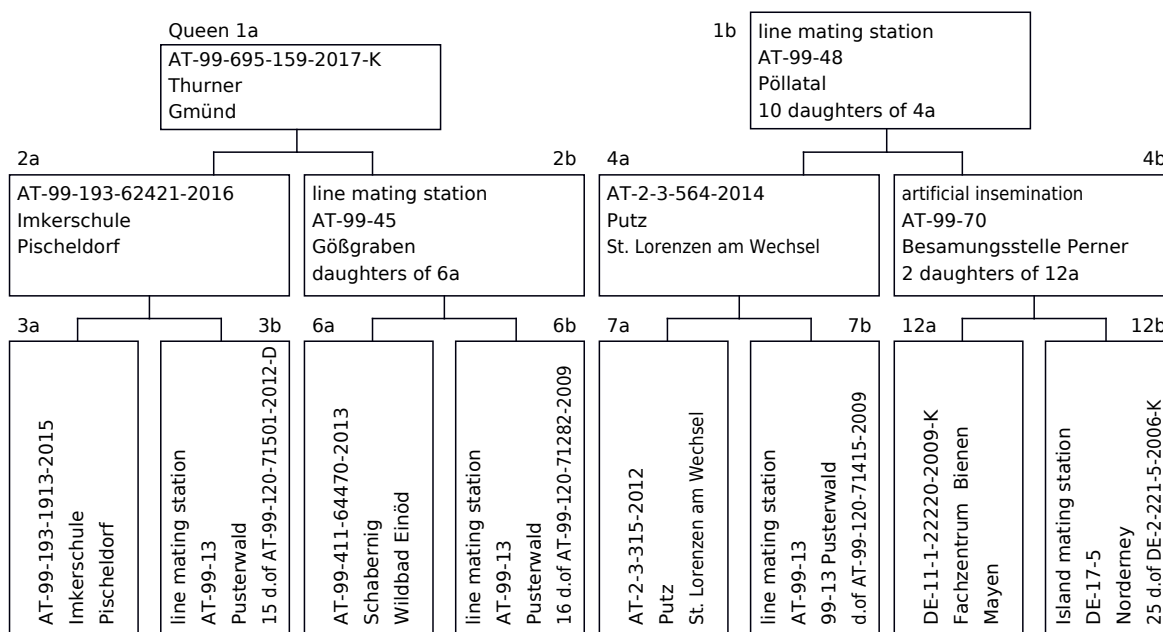 Queen 1a
AT-99-695-159-2017-K
Thurner
Gmünd
1b
line mating station
AT-99-48
Pöllatal
10 daughters of 4a
2a
AT-99-193-62421-2016
Imkerschule
Pischeldorf
2b
line mating station
AT-99-45
Gößgraben
daughters of 6a
4a
AT-2-3-564-2014
Putz
St. Lorenzen am Wechsel
4b
artificial insemination
AT-99-70
Besamungsstelle Perner
2 daughters of 12a
3a
AT-99-193-1913-2015
Imkerschule
Pischeldorf
3b
line mating station
AT-99-13
Pusterwald
15 d.of AT-99-120-71501-2012-D
6a
AT-99-411-64470-2013
Schabernig
Wildbad Einöd
6b
line mating station
AT-99-13
Pusterwald
16 d.of AT-99-120-71282-2009
7a
AT-2-3-315-2012
Putz
St. Lorenzen am Wechsel
7b
line mating station
AT-99-13
99-13 Pusterwald
d.of AT-99-120-71415-2009
12a
DE-11-1-22220-2009-K
Fachzentrum Bienen
Mayen
12b
Island mating station
DE-17-5
Norderney
25 d.of DE-2-221-5-2006-K